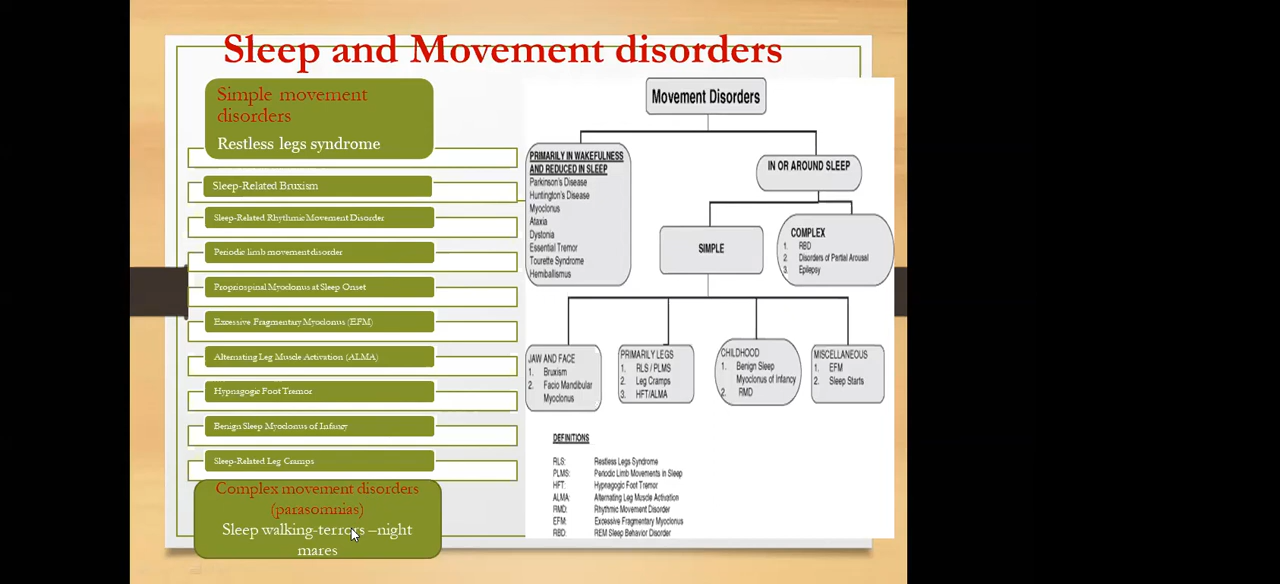 Sleep and Movement disorders
Simple movement
disorders
Restless legs syndrome
Sleep-Related Bruxism
Sleep-Related Rhythmic Movement Disorder
Periodic limb movement disorder
Propriospinal Myoclonus at Sleep Onset
Excessive Fragmentary Myoclonus (EFM)
Alternating Leg Muscle Activation (ALMA)
Hypnagogic Foot Tremor
Benign Sleep Myoclonus of Infancy
Sleep-Related Leg Cramps
Complex movement disorders
(parasomnias)
Sleep walking-terrors –night
mares
Movement Disorders
PRIMARILY IN WAKEFULNESS
AND REDUCED IN SLEEP
Parkinson's Disease
Huntington's Disease
Myoclonus
Ataxia
Dystonia
Essential Tremor
Tourette Syndrome
Hemiballismus
IN OR AROUND SLEEP
SIMPLE
COMPLEX
1. RBD
2. Disorders of Partial Arousal
3. Epilepsy
JAW AND FACE
1. Bruxism
2. Facio Mandibular
Myoclonus
PRIMARILY LEGS
1. RLS / PLMS
2. Leg Cramps
3. HFT/ALMA
CHILDHOOD
1. Benign Sleep
Myoclonus of Infancy
2. RMD
MISCELLANEOUS
1. EFM
2. Sleep Starts
DEFINITIONS
RLS: Restless Legs Syndrome
PLMS: Periodic Limb Movements in Sleep
HFT: Hypnagogic Foot Tremor
ALMA: Alternating Leg Muscle Activation
RMD: Rhythmic Movement Disorder
EFM: Excessive Fragmentary Myoclonus
RBD: REM Sleep Behavior Disorder